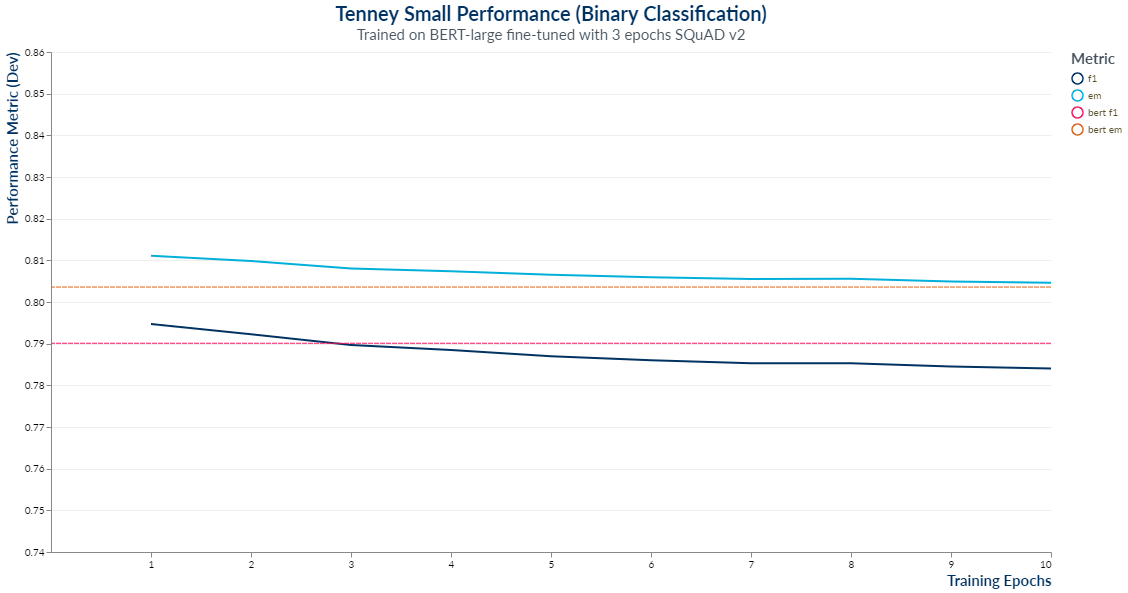 Tenney Small Performance (Binary Classification)
Trained on BERT-large fine-tuned with 3 epochs SQuAD v2
Performance Metric (Dev)
0.86
0.85
0.84
0.83
0.82
0.81
0.80
0.79
0.78
0.77
0.76
0.75
0.74
1 2 3 4 5 6 7 8 9 10
Training Epochs
Metric
f1
em
bert f1
bert em